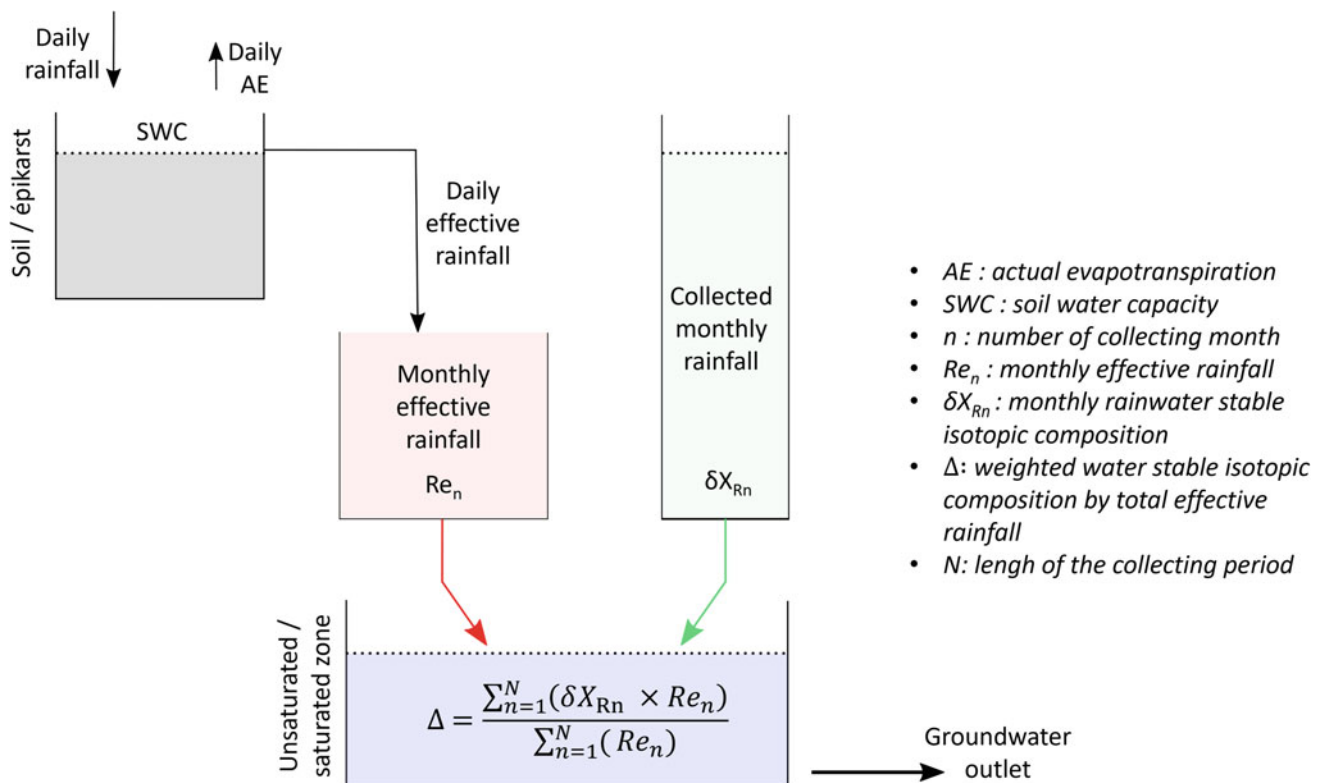 Daily
rainfall
Daily
AE
SWC
Soil / épikarst
Daily
effective
rainfall
Monthly
effective
rainfall
Re_n
Collected
monthly
rainfall
δX_Rn
• AE : actual evapotranspiration
• SWC : soil water capacity
• n : number of collecting month
• Re_n : monthly effective rainfall
• δX_Rn : monthly rainwater stable
isotopic composition
• Δ: weighted water stable isotopic
composition by total effective
rainfall
• N: lengh of the collecting period
Unsaturated /
saturated zone
Δ = ∑_{n=1}^{N}(δX_Rn × Re_n) / ∑_{n=1}^{N}(Re_n)
Groundwater
outlet